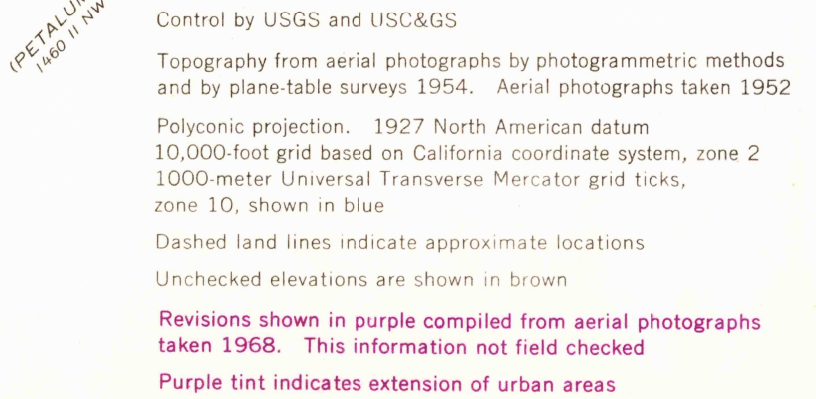 (PETALU
1460 II NW
Control by USGS and USC&GS
Topography from aerial photographs by photogrammetric methods
and by plane-table surveys 1954. Aerial photographs taken 1952
Polyconic projection. 1927 North American datum
10,000-foot grid based on California coordinate system, zone 2
1000-meter Universal Transverse Mercator grid ticks,
zone 10, shown in blue
Dashed land lines indicate approximate locations
Unchecked elevations are shown in brown
Revisions shown in purple compiled from aerial photographs
taken 1968. This information not field checked
Purple tint indicates extension of urban areas